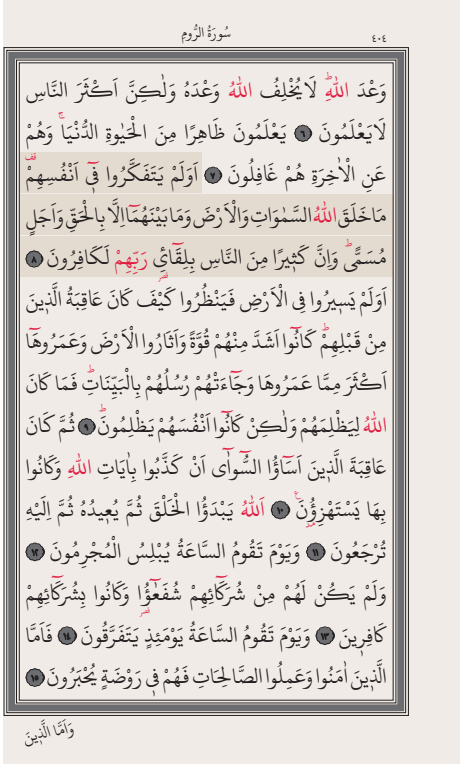 سُورَةُ الرُّومِ ٤٠٤
وَعْدَ اللّٰهِۜ لَا يُخْلِفُ اللّٰهُ وَعْدَهُ وَلٰكِنَّ اَكْثَرَ النَّاسِ
لَا يَعْلَمُونَ ﴿٦﴾ يَعْلَمُونَ ظَاهِرًا مِنَ الْحَيٰوةِ الدُّنْيَاۚ وَهُمْ
عَنِ الْاٰخِرَةِ هُمْ غَافِلُونَ ﴿٧﴾ اَوَلَمْ يَتَفَكَّرُوا فٓي اَنْفُسِهِمْ۠
مَا خَلَقَ اللّٰهُ السَّمٰوَاتِ وَالْاَرْضَ وَمَا بَيْنَهُمَٓا اِلَّا بِالْحَقِّ وَاَجَلٍ
مُسَمًّىۜ وَاِنَّ كَثٖيرًا مِنَ النَّاسِ بِلِقَٓائِ۬ رَبِّهِمْ لَكَافِرُونَ ﴿٨﴾
اَوَلَمْ يَسٖيرُوا فِي الْاَرْضِ فَيَنْظُرُوا كَيْفَ كَانَ عَاقِبَةُ الَّذٖينَ
مِنْ قَبْلِهِمْۜ كَانُٓوا اَشَدَّ مِنْهُمْ قُوَّةً وَاَثَارُوا الْاَرْضَ وَعَمَرُوهَٓا
اَكْثَرَ مِمَّا عَمَرُوهَا وَجَٓاءَتْهُمْ رُسُلُهُمْ بِالْبَيِّنَاتِۜ فَمَا كَانَ
اللّٰهُ لِيَظْلِمَهُمْ وَلٰكِنْ كَانُٓوا اَنْفُسَهُمْ يَظْلِمُونَۜ ﴿٩﴾ ثُمَّ كَانَ
عَاقِبَةَ الَّذٖينَ اَسَٓاؤُا السُّٓوآٰى اَنْ كَذَّبُوا بِاٰيَاتِ اللّٰهِ وَكَانُوا
بِهَا يَسْتَهْزِؤُ۫نَ۟ ﴿١٠﴾ اَللّٰهُ يَبْدَؤُا الْخَلْقَ ثُمَّ يُعٖيدُهُ ثُمَّ اِلَيْهِ
تُرْجَعُونَ ﴿١١﴾ وَيَوْمَ تَقُومُ السَّاعَةُ يُبْلِسُ الْمُجْرِمُونَ ﴿١٢﴾
وَلَمْ يَكُنْ لَهُمْ مِنْ شُرَكَٓائِهِمْ شُفَعٰٓؤُ۬ا وَكَانُوا بِشُرَكَٓائِهِمْ
كَافِرٖينَ ﴿١٣﴾ وَيَوْمَ تَقُومُ السَّاعَةُ يَوْمَئِذٍ يَتَفَرَّقُونَ ﴿١٤﴾ فَاَمَّا
الَّذٖينَ اٰمَنُوا وَعَمِلُوا الصَّالِحَاتِ فَهُمْ فٖي رَوْضَةٍ يُحْبَرُونَ ﴿١٥﴾
وَاَمَّا الَّذٖينَ